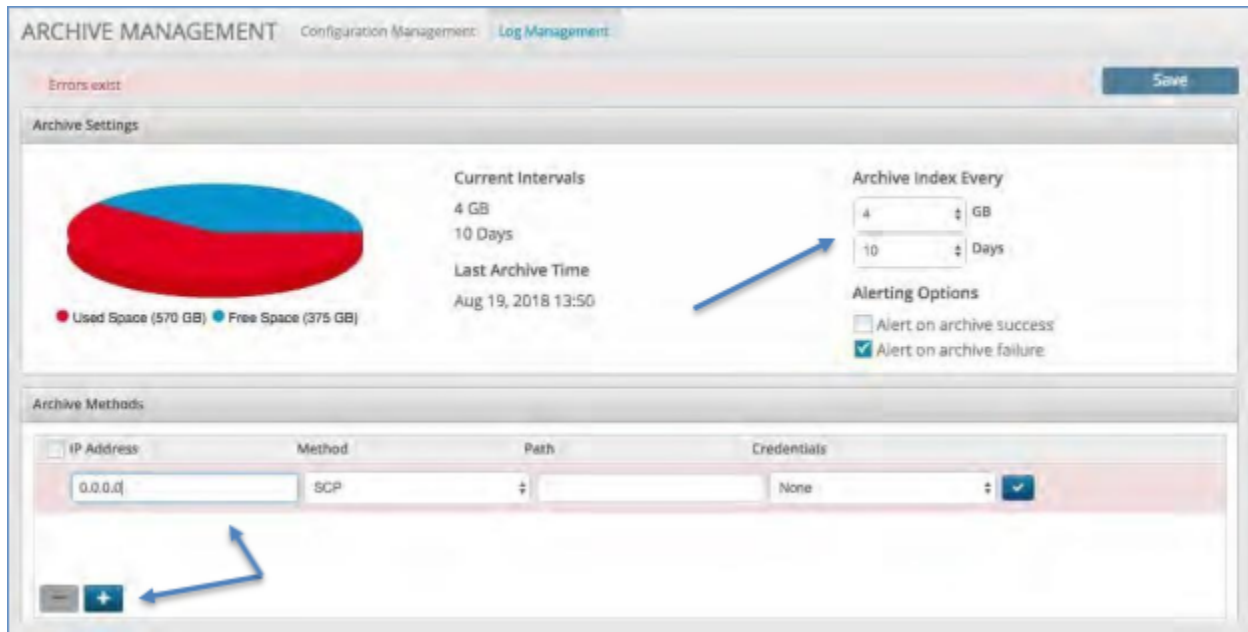 ARCHIVE MANAGEMENT Configuration Management Log Management
Errors exist Save
Archive Settings
Current Intervals
4 GB
10 Days
Last Archive Time
Aug 19, 2018 13:50
Used Space (570 GB) Free Space (375 GB)
Archive Index Every
4 GB
10 Days
Alerting Options
Alert on archive success
Alert on archive failure
Archive Methods
IP Address Method Path Credentials
0.0.0.0 SCP None